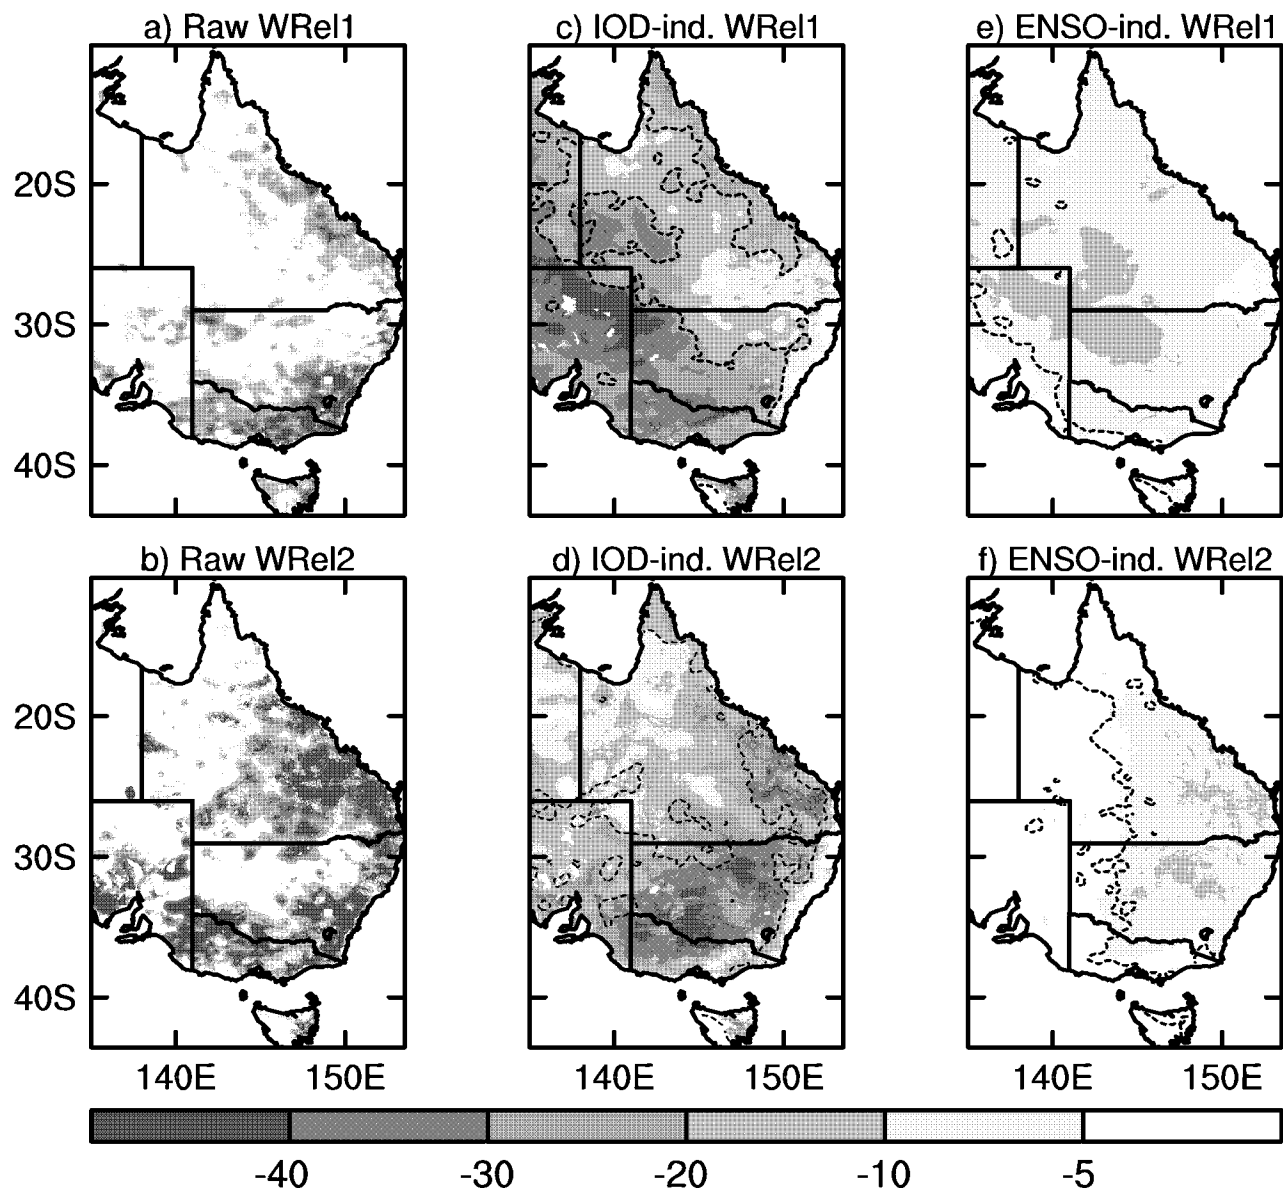 a) Raw WRel1
c) IOD-ind. WRel1
e) ENSO-ind. WRel1
20S
30S
40S
b) Raw WRel2
d) IOD-ind. WRel2
f) ENSO-ind. WRel2
20S
30S
40S
140E 150E 140E 150E 140E 150E
-40 -30 -20 -10 -5